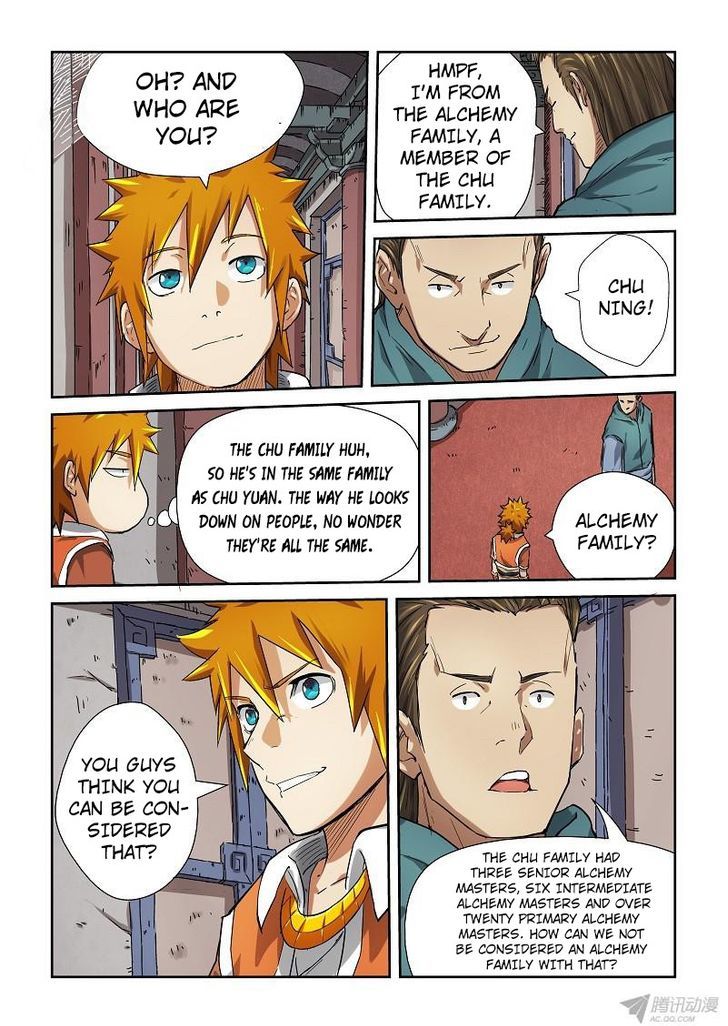 OH? AND
WHO ARE
YOU?
HMPF,
I'M FROM
THE ALCHEMY
FAMILY, A
MEMBER OF
THE CHU
FAMILY.
CHU
NING!
THE CHU FAMILY HUH,
SO HE'S IN THE SAME FAMILY
AS CHU YUAN. THE WAY HE LOOKS
DOWN ON PEOPLE, NO WONDER
THEY'RE ALL THE SAME.
ALCHEMY
FAMILY?
YOU GUYS
THINK YOU
CAN BE CON-
SIDERED
THAT?
THE CHU FAMILY HAD
THREE SENIOR ALCHEMY
MASTERS, SIX INTERMEDIATE
ALCHEMY MASTERS AND OVER
TWENTY PRIMARY ALCHEMY
MASTERS. HOW CAN WE NOT
BE CONSIDERED AN ALCHEMY
FAMILY WITH THAT?
腾讯动漫
AC.QQ.COM